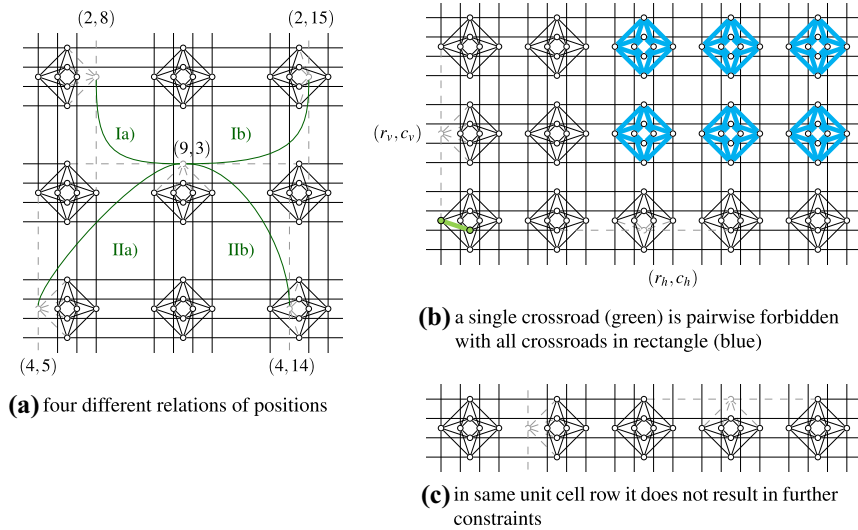 (2,8)
(2,15)
Ia)
Ib)
(9,3)
IIa)
IIb)
(4,5)
(4,14)
(a) four different relations of positions
(r_v,c_v)
(r_h,c_h)
(b) a single crossroad (green) is pairwise forbidden
with all crossroads in rectangle (blue)
(c) in same unit cell row it does not result in further
constraints